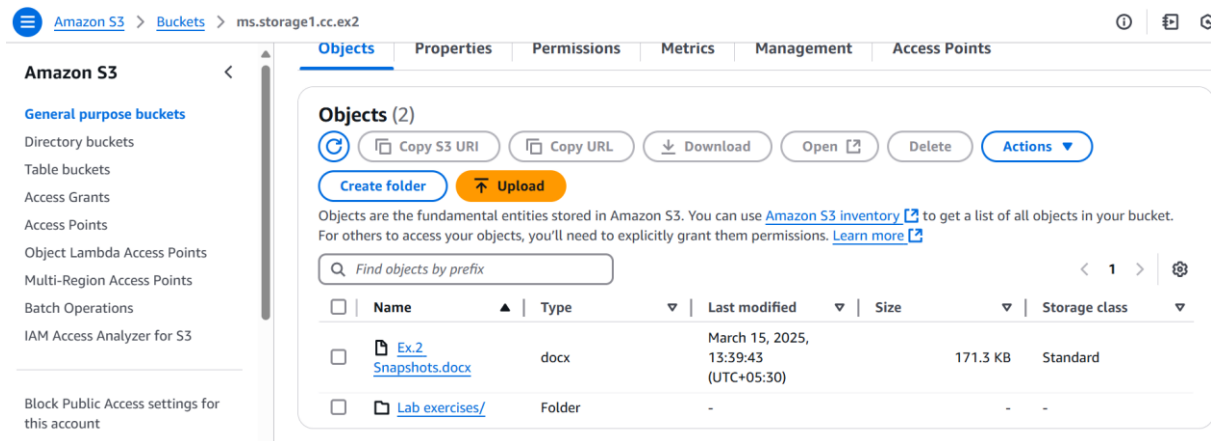 Amazon S3 > Buckets > ms.storage1.cc.ex2
Amazon S3
General purpose buckets
Directory buckets
Table buckets
Access Grants
Access Points
Object Lambda Access Points
Multi-Region Access Points
Batch Operations
IAM Access Analyzer for S3
Block Public Access settings for
this account
Objects Properties Permissions Metrics Management Access Points
Objects (2)
Copy S3 URI Copy URL Download Open Delete Actions
Create folder Upload
Objects are the fundamental entities stored in Amazon S3. You can use Amazon S3 inventory to get a list of all objects in your bucket.
For others to access your objects, you'll need to explicitly grant them permissions. Learn more
Find objects by prefix
< 1 >
Name Type Last modified Size Storage class
Ex.2
Snapshots.docx
docx
March 15, 2025,
13:39:43
(UTC+05:30)
171.3 KB
Standard
Lab exercises/ Folder - - -